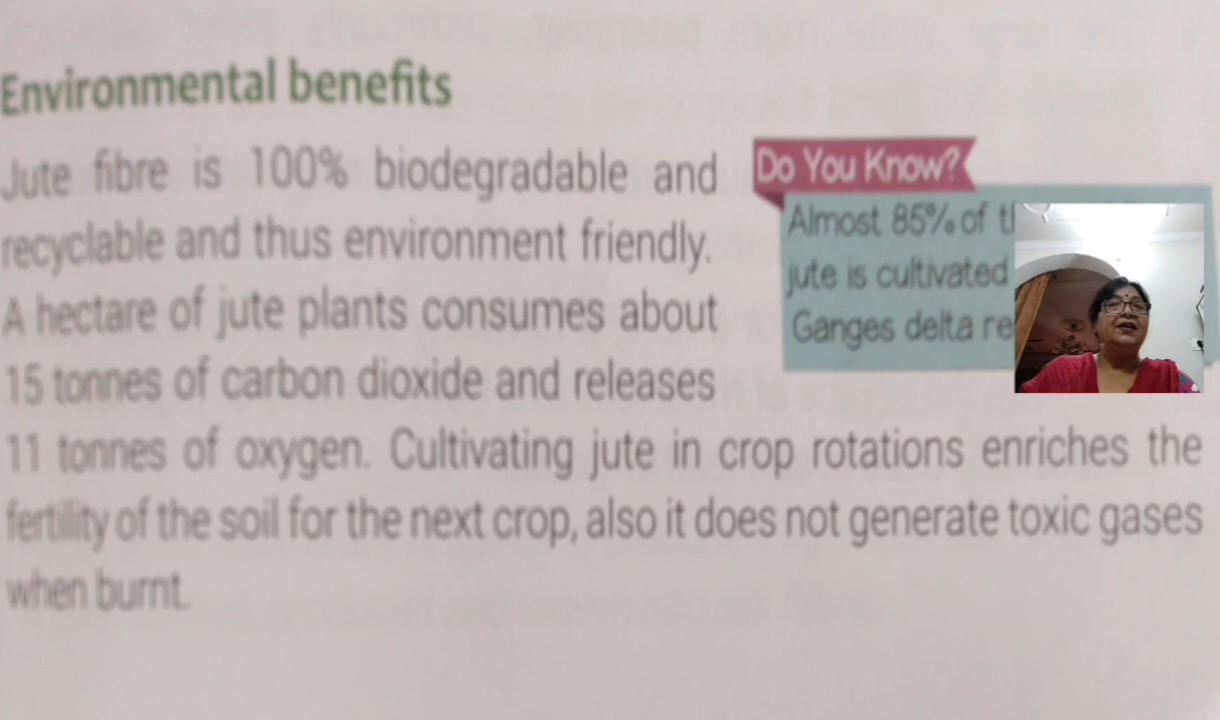 Environmental benefits
Jute fibre is 100% biodegradable and
recyclable and thus environment friendly.
A hectare of jute plants consumes about
15 tonnes of carbon dioxide and releases
11 tonnes of oxygen. Cultivating jute in crop rotations enriches the
fertility of the soil for the next crop, also it does not generate toxic gases
when burnt.
Do You Know?
Almost 85% of
jute is cultivated
Ganges delta